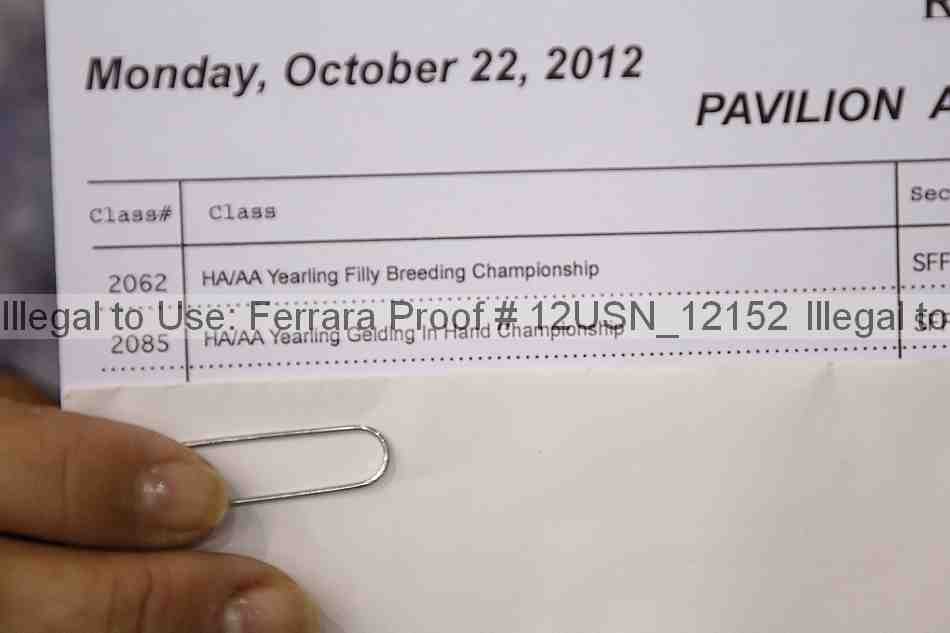 Monday, October 22, 2012
PAVILION
Class# Class Sec
2062 HA/AA Yearling Filly Breeding Championship SFF
Illegal to Use: Ferrara Proof # 12USN_12152 Illegal to
2085 HA/AA Yearling Gelding In Hand Championship